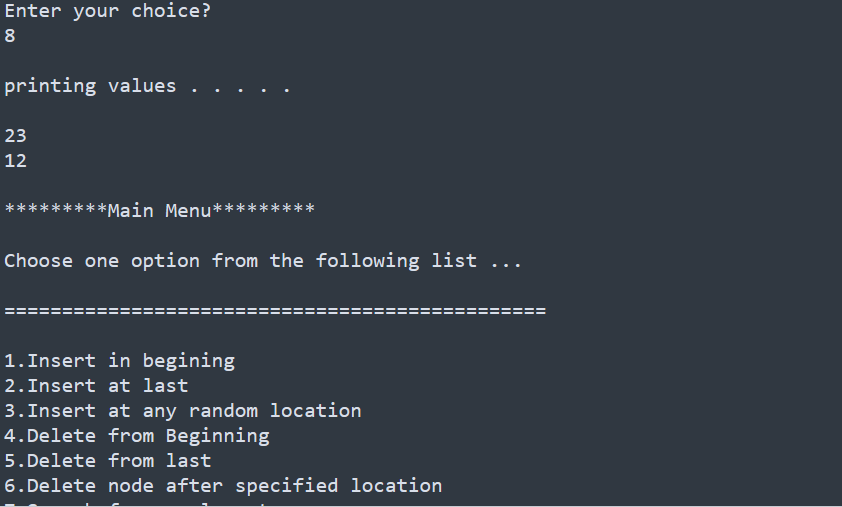 Enter your choice?
8
printing values . . . . .
23
12
*********Main Menu*********
Choose one option from the following list ...
===============================================
1.Insert in begining
2.Insert at last
3.Insert at any random location
4.Delete from Beginning
5.Delete from last
6.Delete node after specified location